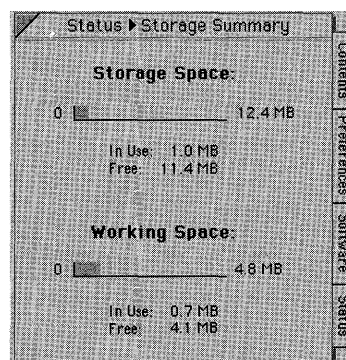 Status ▶ Storage Summary
Storage Space:
0 12.4 MB
In Use: 1.0 MB
Free: 11.4 MB
Working Space:
0 4.8 MB
In Use: 0.7 MB
Free: 4.1 MB
Contents
Preferences
Software
Status